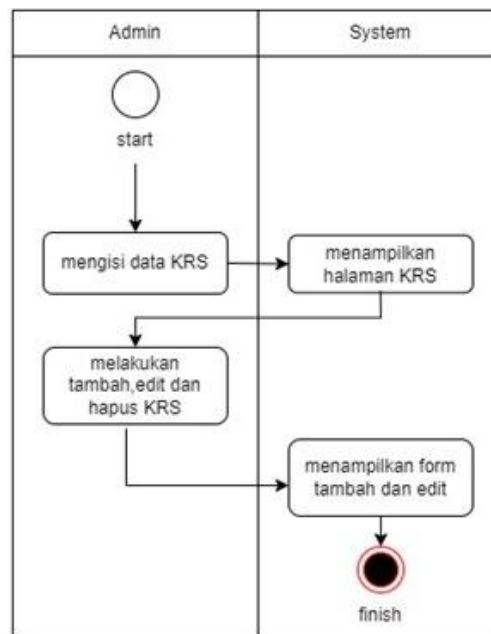 Admin
System
start
mengisi data KRS
menampilkan
halaman KRS
melakukan
tambah,edit dan
hapus KRS
menampilkan form
tambah dan edit
finish